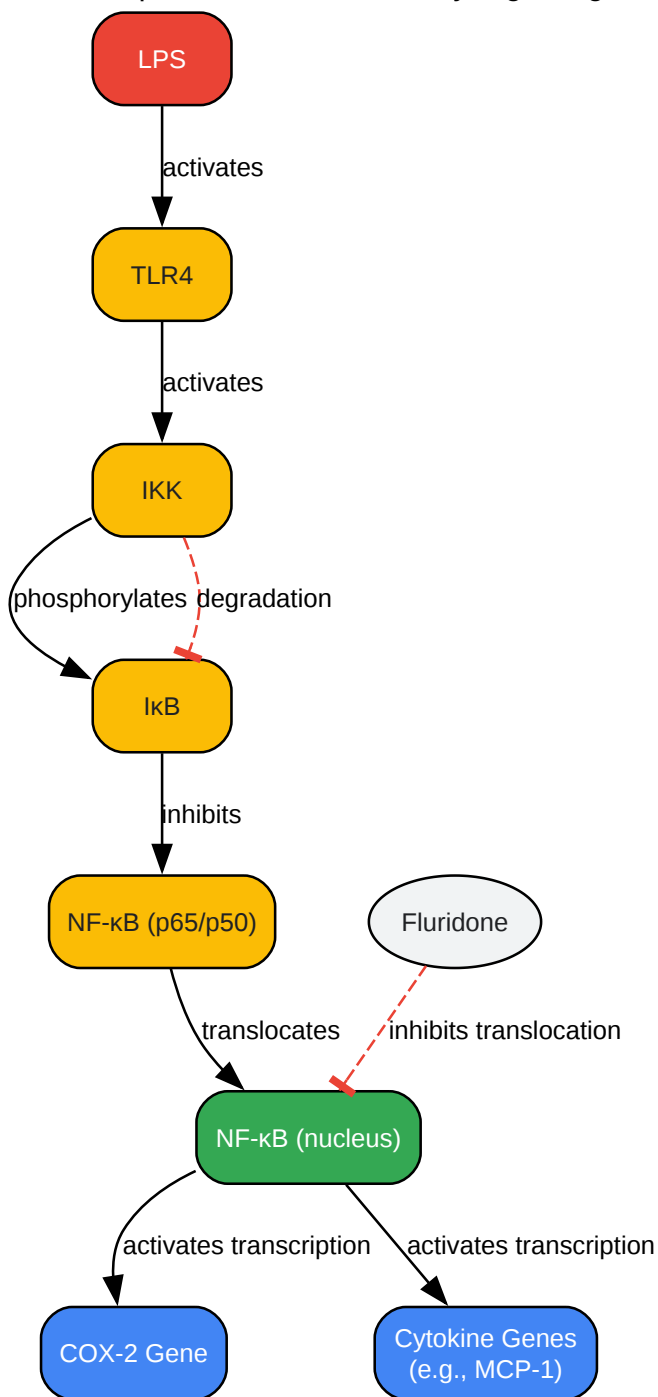 LPS
activates
TLR4
activates
IKK
phosphorylates
degradation
IκB
inhibits
NF-κB (p65/p50)
Fluridone
translocates
inhibits translocation
NF-κB (nucleus)
activates transcription
activates transcription
COX-2 Gene
Cytokine Genes
(e.g., MCP-1)